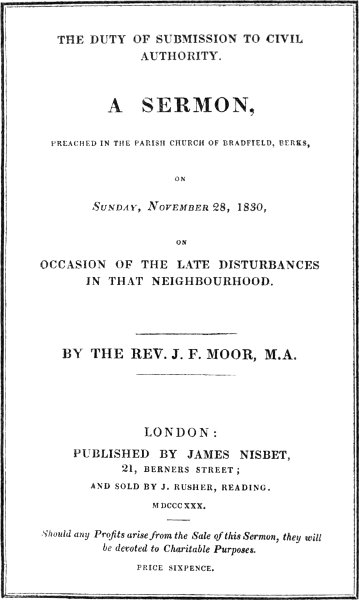 THE DUTY OF SUBMISSION TO CIVIL
AUTHORITY.
A SERMON,
PREACHED IN THE PARISH CHURCH OF BRADFIELD, BERKS,
ON
SUNDAY, NOVEMBER 28, 1830,
ON
OCCASION OF THE LATE DISTURBANCES
IN THAT NEIGHBOURHOOD.
BY THE REV. J. F. MOOR, M.A.
LONDON:
PUBLISHED BY JAMES NISBET,
21, BERNERS STREET;
AND SOLD BY J. RUSHER, READING.
MDCCCXXX.
Should any Profits arise from the Sale of this Sermon, they will
be devoted to Charitable Purposes.
PRICE SIXPENCE.